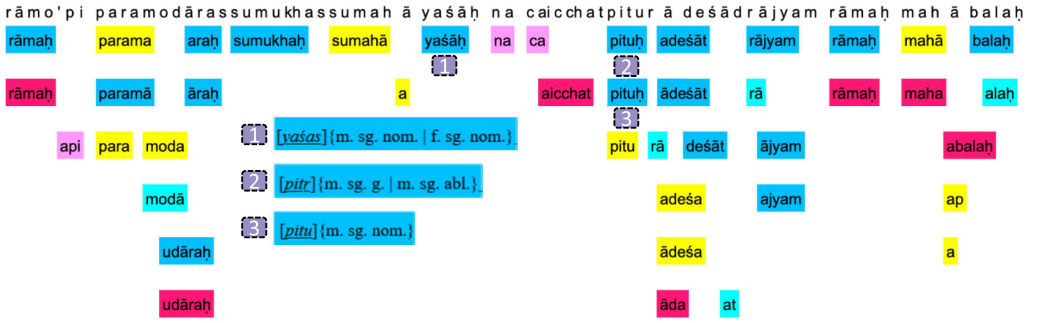 rāmo'pi paramodārassumukhassumah ā yaśāḥ na caicchatpitur ā deśādrājyam rāmaḥ mah ā balaḥ
rāmaḥ parama araḥ sumukhaḥ sumahā yaśāḥ na ca pituḥ adeśāt rājyam rāmaḥ mahā balaḥ
1 2
rāmaḥ paramā āraḥ a aicchat pituḥ ādeśāt rā rāmaḥ maha alaḥ
3
1 [yaśas]{m. sg. nom. | f. sg. nom.}
api para moda pitu rā deśāt ājyam abalaḥ
2 [pitṛ]{m. sg. g. | m. sg. abl.}
modā adeśa ajyam ap
3 [pitu]{m. sg. nom.}
udāraḥ ādeśa a
udāraḥ āda at